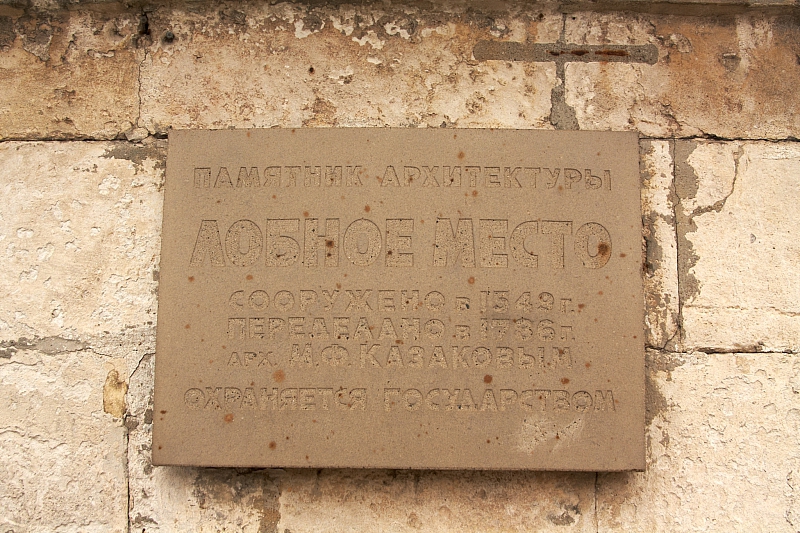 ПАМЯТНИК АРХИТЕКТУРЫ
ЛОБНОЕ МЕСТО
СООРУЖЕНО в 1549 г.
ПЕРЕДЕЛАНО в 1786 г.
АРХ. М.Ф. КАЗАКОВЫМ
ОХРАНЯЕТСЯ ГОСУДАРСТВОМ